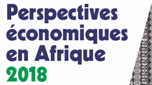 Perspectives
économiques
en Afrique
2018